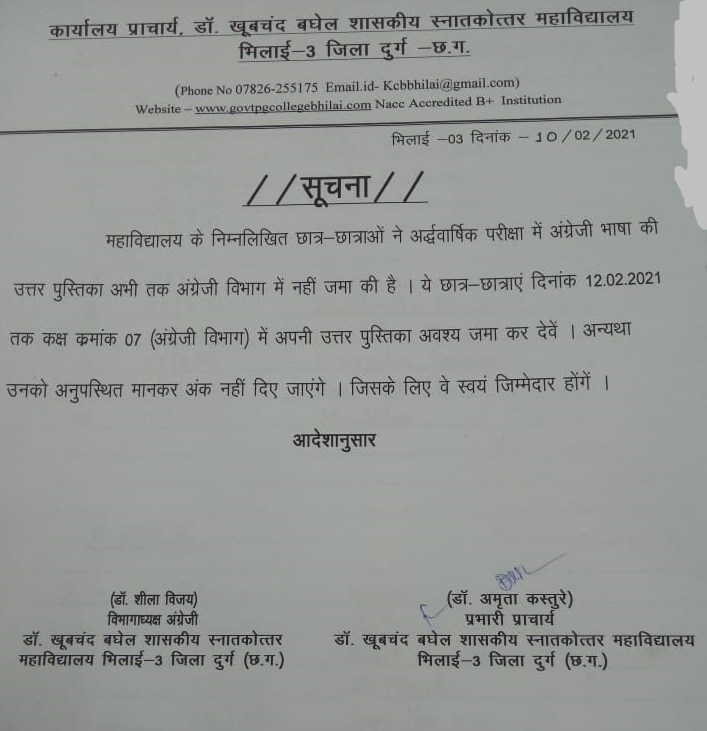 कार्यालय प्राचार्य, डॉ. खूबचंद बघेल शासकीय स्नातकोत्तर महाविद्यालय
भिलाई–3 जिला दुर्ग –छ.ग.
(Phone No 07826-255175 Email.id- Kcbbhilai@gmail.com)
Website – www.govtpgcollegebhilai.com Nacc Accredited B+ Institution
भिलाई –03 दिनांक – 10/02/2021
//सूचना//
महाविद्यालय के निम्नलिखित छात्र–छात्राओं ने अर्द्धवार्षिक परीक्षा में अंग्रेजी भाषा की
उत्तर पुस्तिका अभी तक अंग्रेजी विभाग में नहीं जमा की है । ये छात्र–छात्राएं दिनांक 12.02.2021
तक कक्ष कमांक 07 (अंग्रेजी विभाग) में अपनी उत्तर पुस्तिका अवश्य जमा कर देवें । अन्यथा
उनको अनुपस्थित मानकर अंक नहीं दिए जाएंगे । जिसके लिए वे स्वयं जिम्मेदार होंगें ।
आदेशानुसार
(डॉ. शीला विजय)
विभागाध्यक्ष अंग्रेजी
डॉ. खूबचंद बघेल शासकीय स्नातकोत्तर
महाविद्यालय भिलाई–3 जिला दुर्ग (छ.ग.)
(डॉ. अमृता कस्तुरे)
प्रभारी प्राचार्य
डॉ. खूबचंद बघेल शासकीय स्नातकोत्तर महाविद्यालय
भिलाई–3 जिला दुर्ग (छ.ग.)